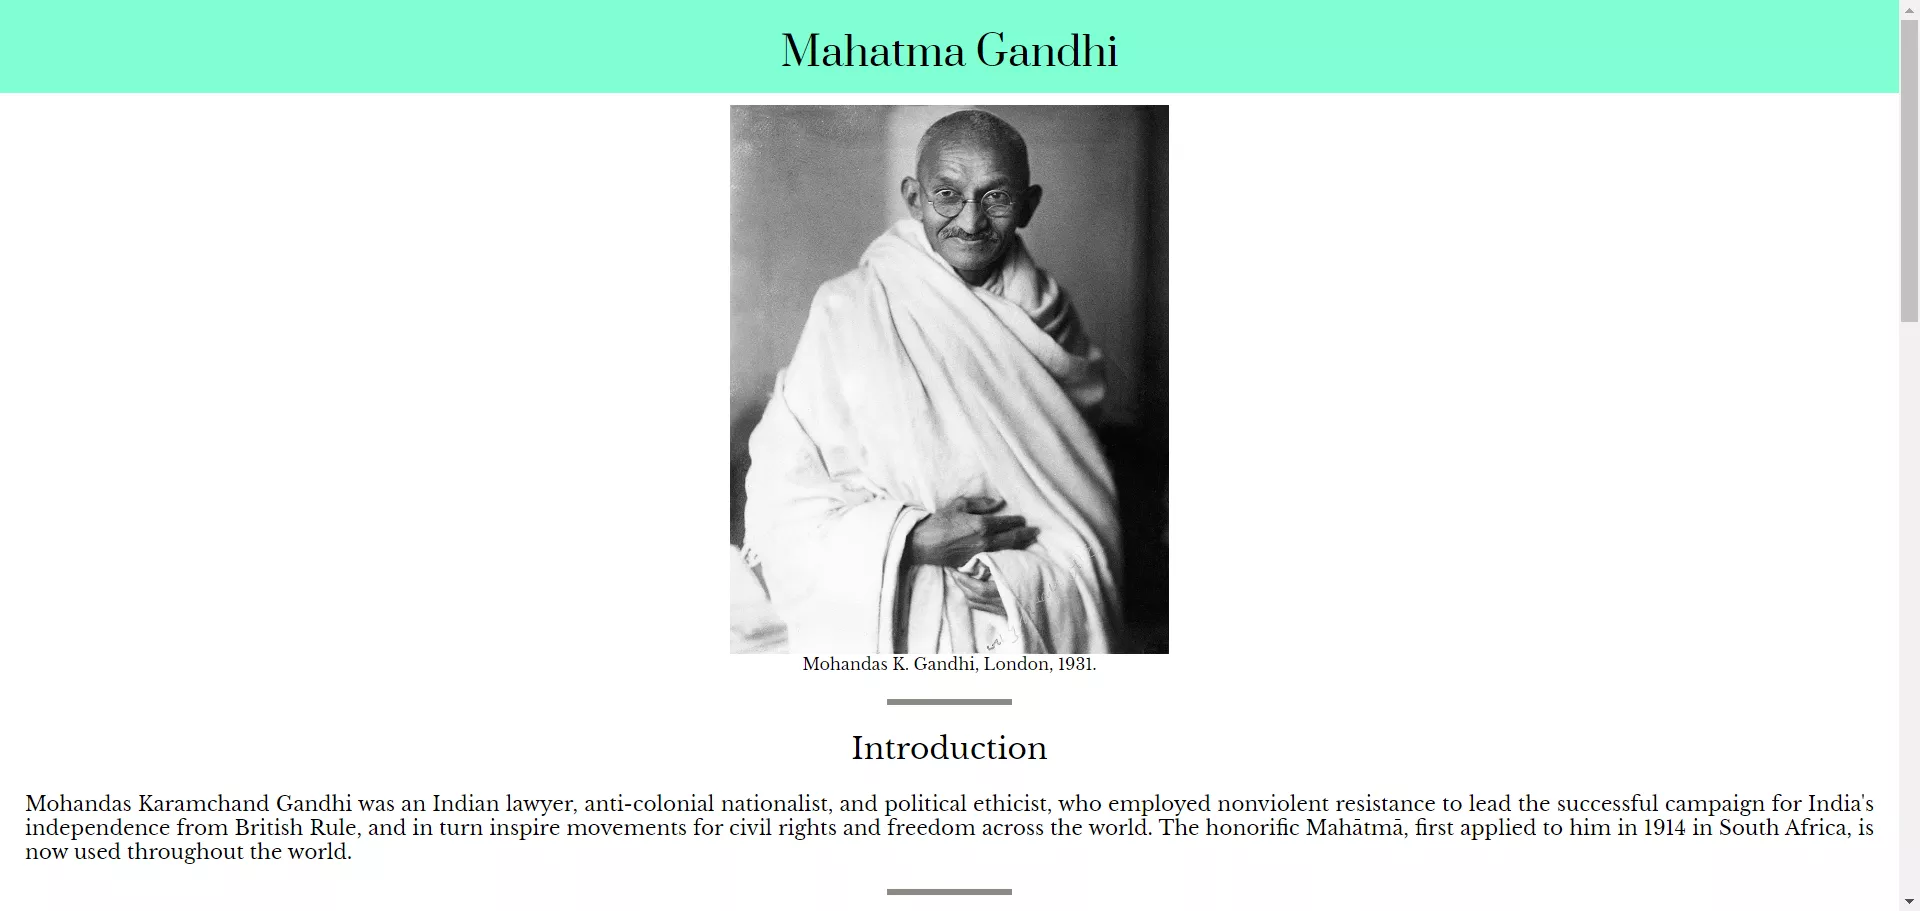 Mahatma Gandhi
Mohandas K. Gandhi, London, 1931.
Introduction
Mohandas Karamchand Gandhi was an Indian lawyer, anti-colonial nationalist, and political ethicist, who employed nonviolent resistance to lead the successful campaign for India's
independence from British Rule, and in turn inspire movements for civil rights and freedom across the world. The honorific Mahātmā, first applied to him in 1914 in South Africa, is
now used throughout the world.